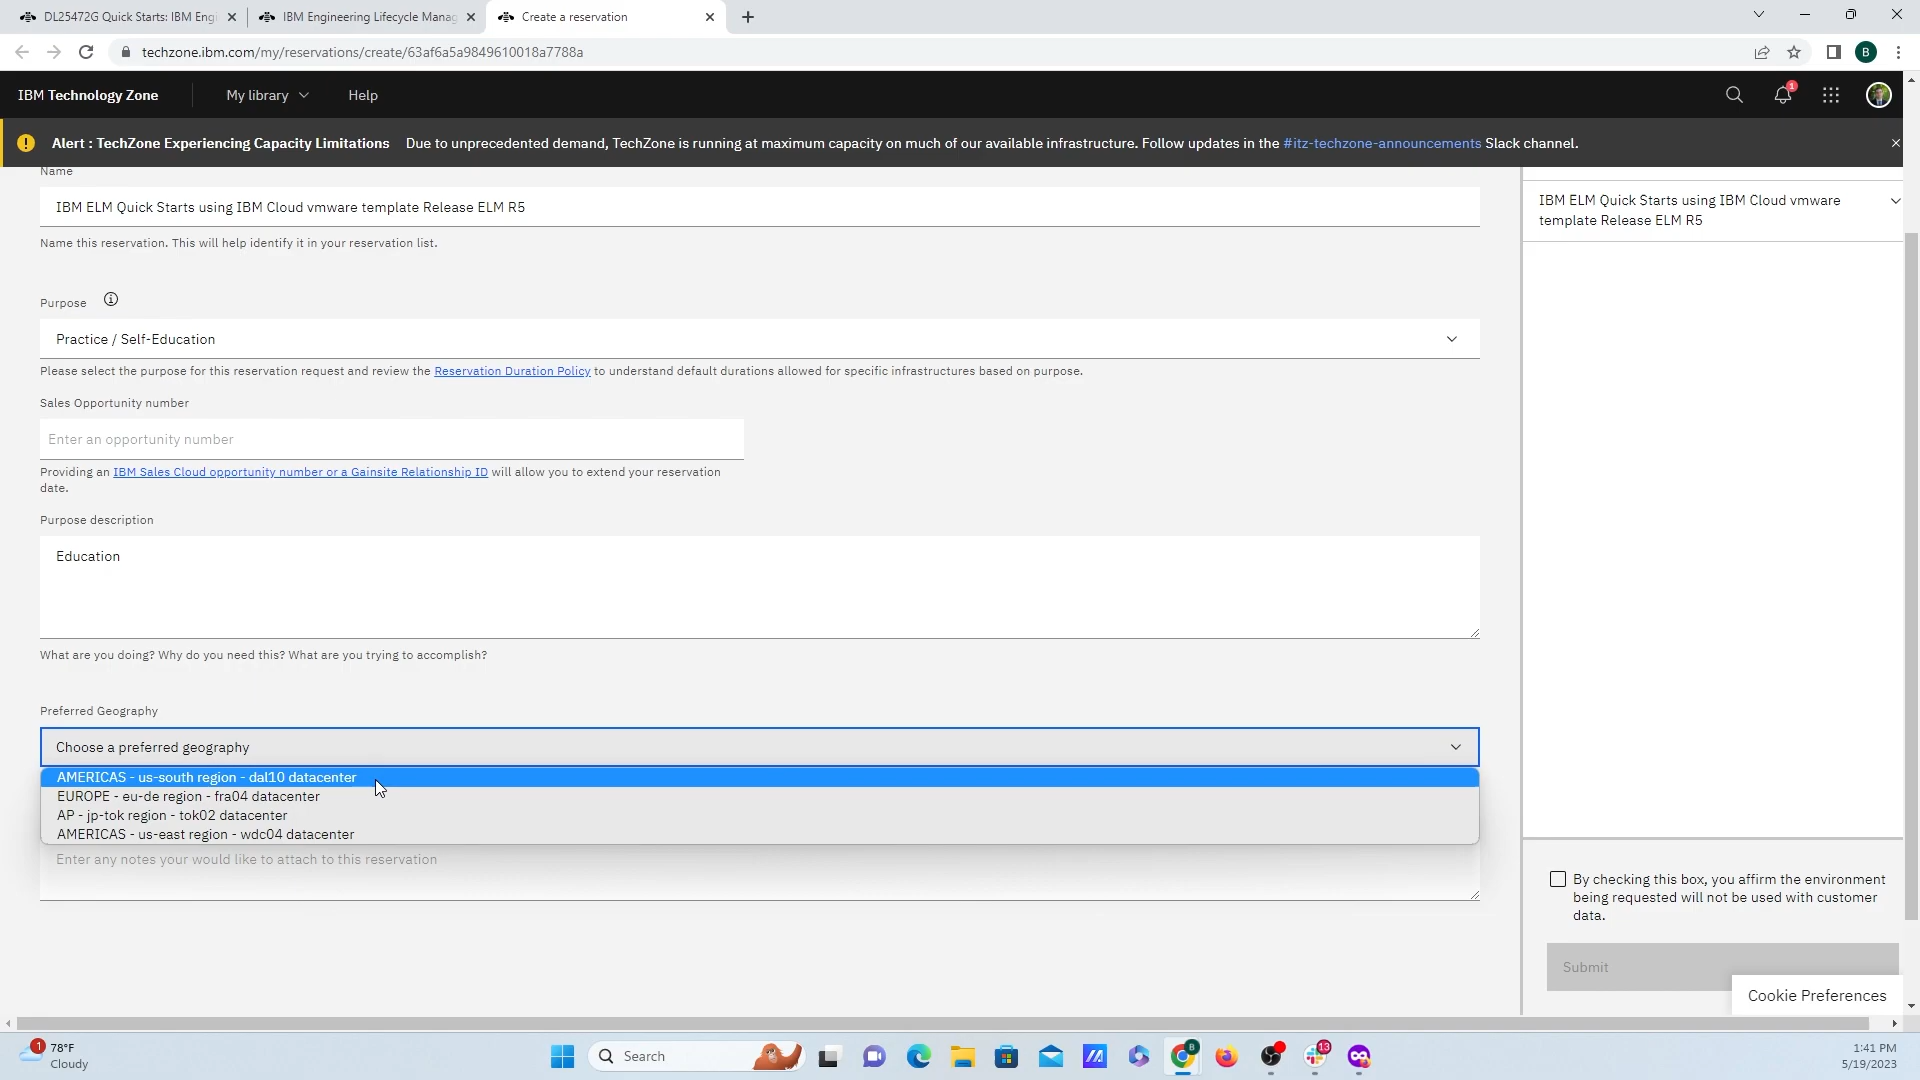 DL25472G Quick Starts: IBM Engi
IBM Engineering Lifecycle Manag
Create a reservation
techzone.ibm.com/my/reservations/create/63af6a5a9849610018a7788a
B
IBM Technology Zone
My library
Help
1
Alert : TechZone Experiencing Capacity Limitations Due to unprecedented demand, TechZone is running at maximum capacity on much of our available infrastructure. Follow updates in the #itz-techzone-announcements Slack channel.
Name
IBM ELM Quick Starts using IBM Cloud vmware template Release ELM R5
Name this reservation. This will help identify it in your reservation list.
Purpose
Practice / Self-Education
Please select the purpose for this reservation request and review the Reservation Duration Policy to understand default durations allowed for specific infrastructures based on purpose.
Sales Opportunity number
Enter an opportunity number
Providing an IBM Sales Cloud opportunity number or a Gainsite Relationship ID will allow you to extend your reservation
date.
Purpose description
Education
What are you doing? Why do you need this? What are you trying to accomplish?
Preferred Geography
Choose a preferred geography
AMERICAS - us-south region - dal10 datacenter
EUROPE - eu-de region - fra04 datacenter
AP - jp-tok region - tok02 datacenter
AMERICAS - us-east region - wdc04 datacenter
Enter any notes your would like to attach to this reservation
IBM ELM Quick Starts using IBM Cloud vmware
template Release ELM R5
By checking this box, you affirm the environment
being requested will not be used with customer
data.
Submit
Cookie Preferences
1
78°F
Cloudy
Search
B
13
1:41 PM
5/19/2023